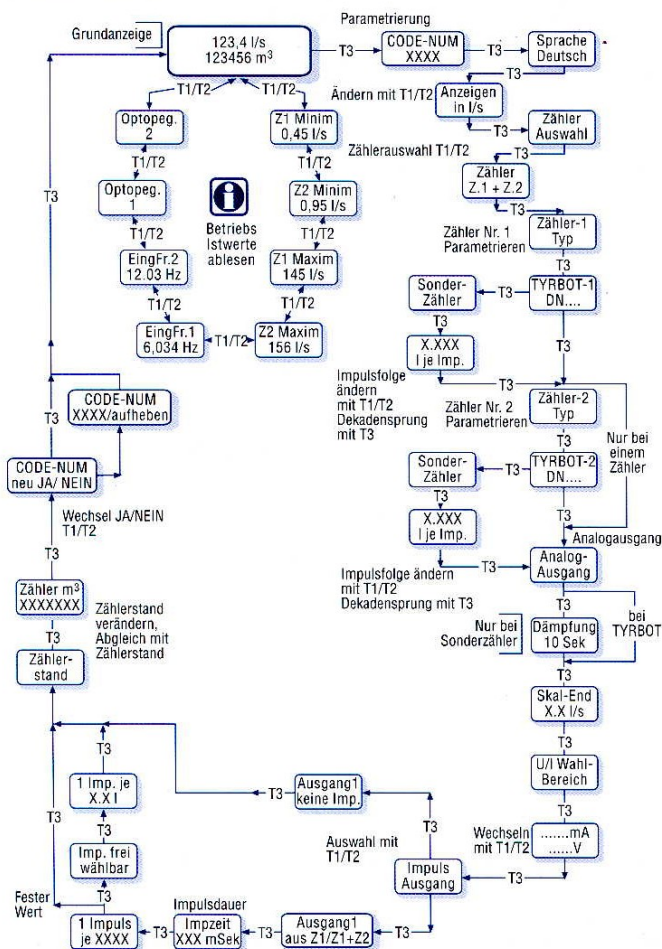 Grundanzeige
123,4 l/s
123456 m³
T3
Parametrierung
CODE-NUM
XXXX
T3
Sprache
Deutsch
T3
Ändern mit T1/T2
Anzeigen
in l/s
T3
Zähler
Auswahl
T3
Zählerauswahl T1/T2
Zähler
Z.1 + Z.2
T3
Zähler Nr. 1
Parametrieren
Zähler-1
Typ
T3
TYRBOT-1
DN....
T3
Sonder-
Zähler
T3
X.XXX
l je Imp.
T3
T3
Impulsfolge
ändern
mit T1/T2
Dekadensprung
mit T3
Zähler Nr. 2
Parametrieren
Zähler-2
Typ
Nur bei
einem
Zähler
T3
TYRBOT-2
DN....
T3
Sonder-
Zähler
T3
X.XXX
l je Imp.
T3
T3
Impulsfolge ändern
mit T1/T2
Dekadensprung mit T3
Analogausgang
Analog-
Ausgang
T3
bei
TYRBOT
Nur bei
Sonderzähler
Dämpfung
10 Sek
T3
Skal-End
X.X l/s
T3
U/I Wahl-
Bereich
T3
Wechseln
mit T1/T2
.......mA
......V
T3
Impuls
Ausgang
Auswahl mit
T1/T2
T3
Ausgang1
keine Imp.
T3
T3
Ausgang1
aus Z1/Z1+Z2
T3
Impulsdauer
Impzeit
XXX mSek
T3
1 Impuls
je XXXX
Fester
Wert
T3
T3
Imp. frei
wählbar
T3
1 Imp. je
X.X l
T3
Zähler-
stand
T3
Zähler m³
XXXXXXX
Zählerstand
verändern,
Abgleich mit
Zählerstand
Wechsel JA/NEIN
T1/T2
CODE-NUM
neu JA/ NEIN
T3
CODE-NUM
XXXX/aufheben
T3
T1/T2
T1/T2
Optopeg.
2
T1/T2
Optopeg.
1
T1/T2
EingFr.2
12.03 Hz
T1/T2
EingFr.1
6,034 Hz
T1/T2
Z2 Maxim
156 l/s
T1/T2
Z1 Maxim
145 l/s
T1/T2
Z2 Minim
0,95 l/s
T1/T2
Z1 Minim
0,45 l/s
i
Betriebs
Istwerte
ablesen